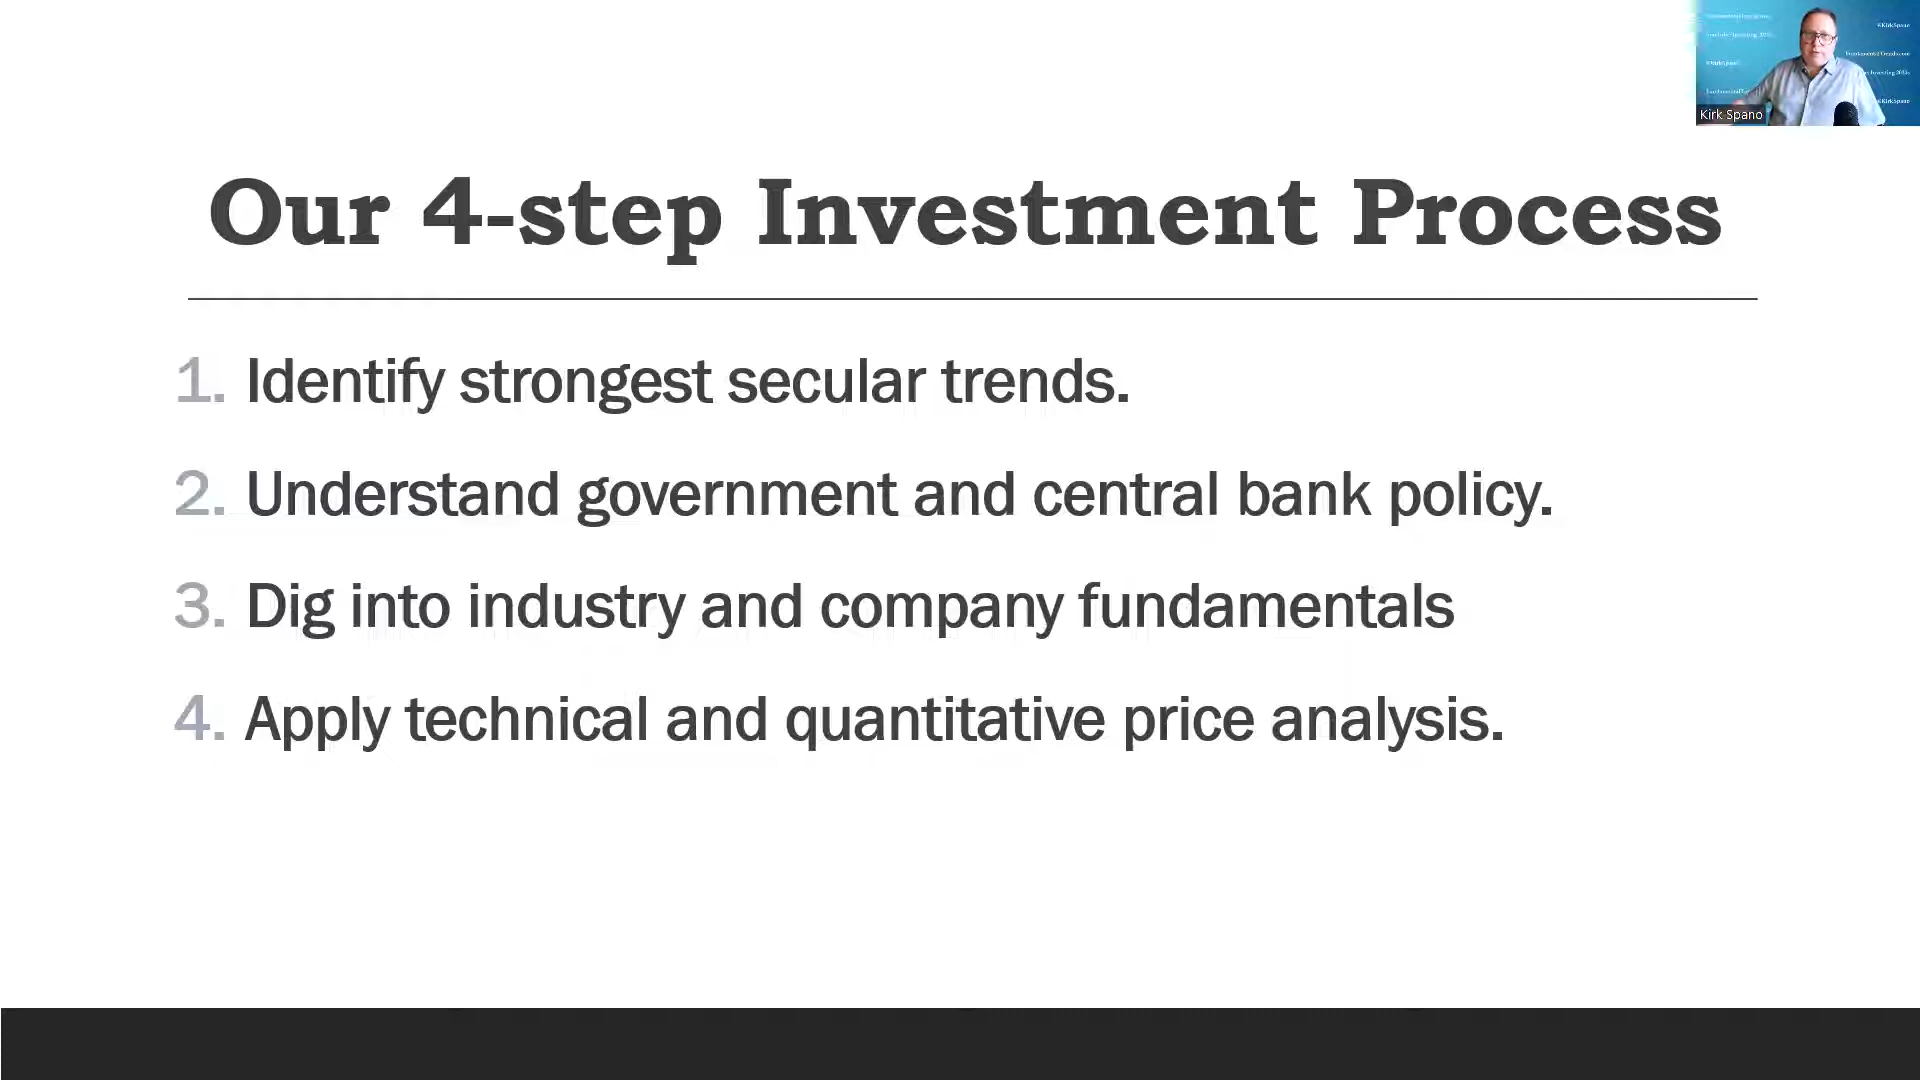 Kirk Spano
Our 4-step Investment Process
1. Identify strongest secular trends.
2. Understand government and central bank policy.
3. Dig into industry and company fundamentals
4. Apply technical and quantitative price analysis.